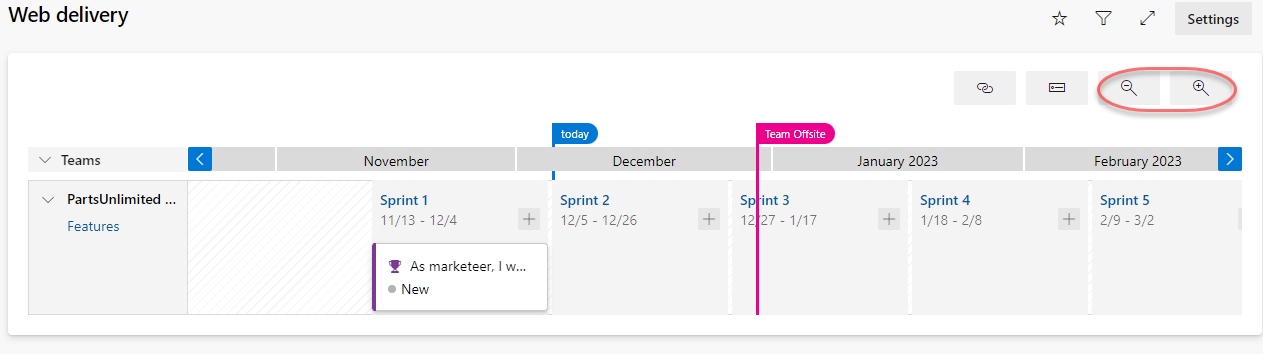 Web delivery
Settings
today
Team Offsite
Teams
November
December
January 2023
February 2023
PartsUnlimited ...
Features
Sprint 1
11/13 - 12/4
Sprint 2
12/5 - 12/26
Sprint 3
12/27 - 1/17
Sprint 4
1/18 - 2/8
Sprint 5
2/9 - 3/2
As marketeer, I w...
New